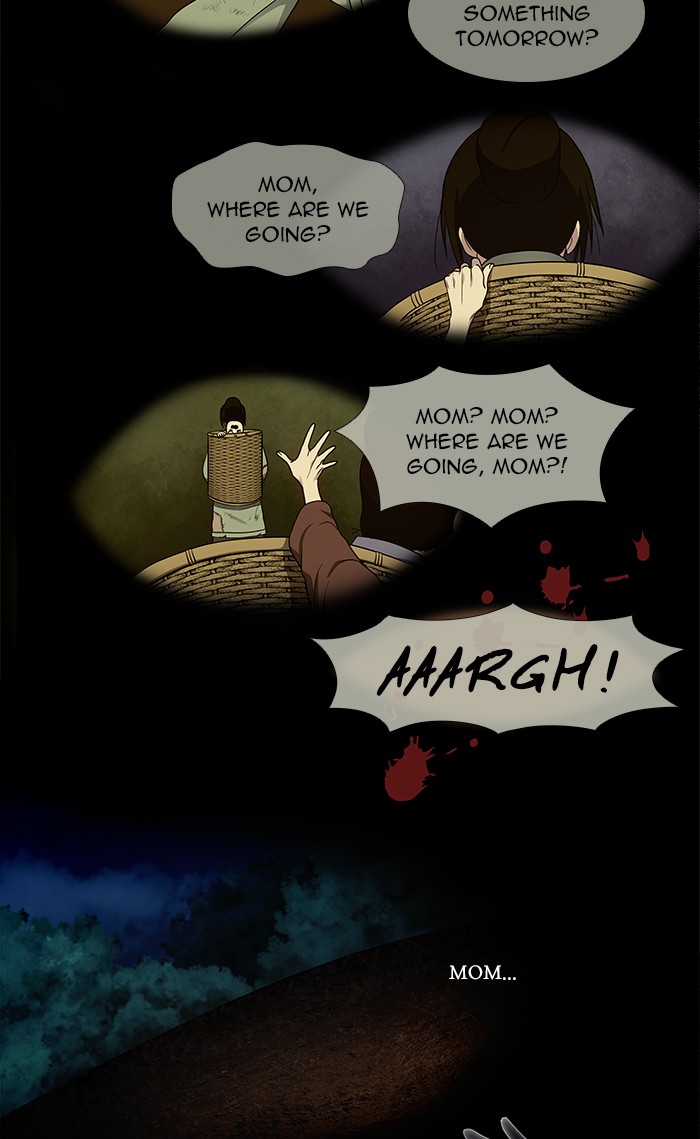 SOMETHING
TOMORROW?
MOM,
WHERE ARE WE
GOING?
MOM? MOM?
WHERE ARE WE
GOING, MOM?!
AAARGH!
MOM...